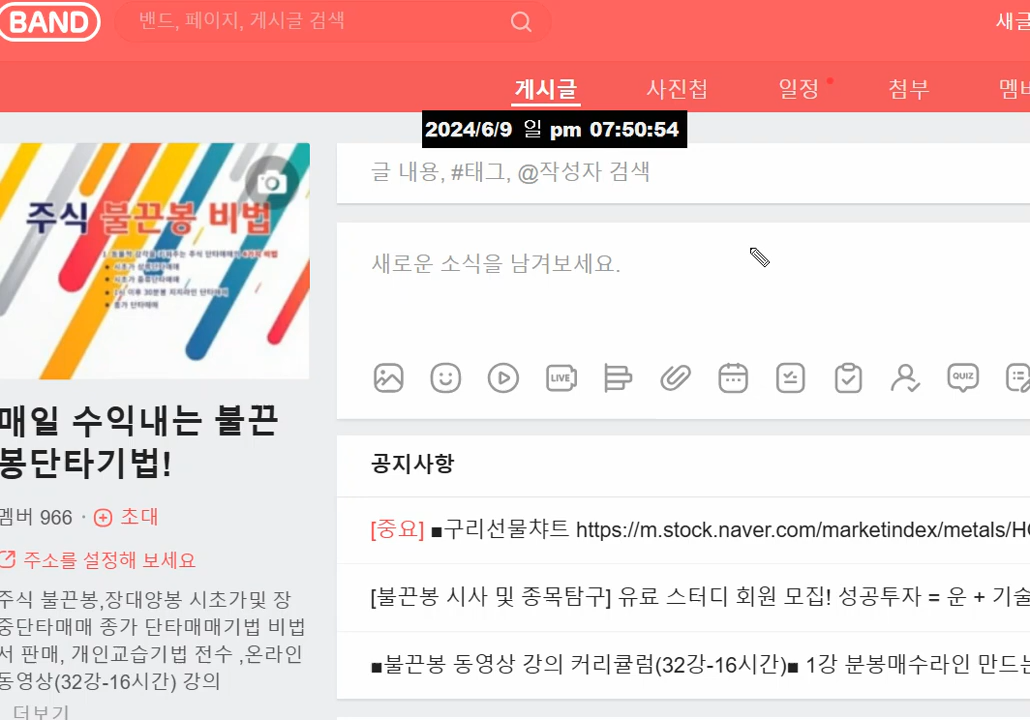 BAND
밴드, 페이지, 게시글 검색
새글
게시글
사진첩
일정
첨부
멤버
2024/6/9 일 pm 07:50:54
글 내용, #태그, @작성자 검색
주식 불끈봉 비법
새로운 소식을 남겨보세요.
LIVE
QUIZ
매일 수익내는 불끈
봉단타기법!
멤버 966 · 초대
주소를 설정해 보세요
주식 불끈봉,장대양봉 시초가및 장
중단타매매 종가 단타매매기법 비법
서 판매, 개인교습기법 전수 ,온라인
동영상(32강-16시간) 강의
더보기
공지사항
[중요] ■구리선물챠트 https://m.stock.naver.com/marketindex/metals/HG
[불끈봉 시사 및 종목탐구] 유료 스터디 회원 모집! 성공투자 = 운 + 기술
■불끈봉 동영상 강의 커리큘럼(32강-16시간)■ 1강 분봉매수라인 만드는